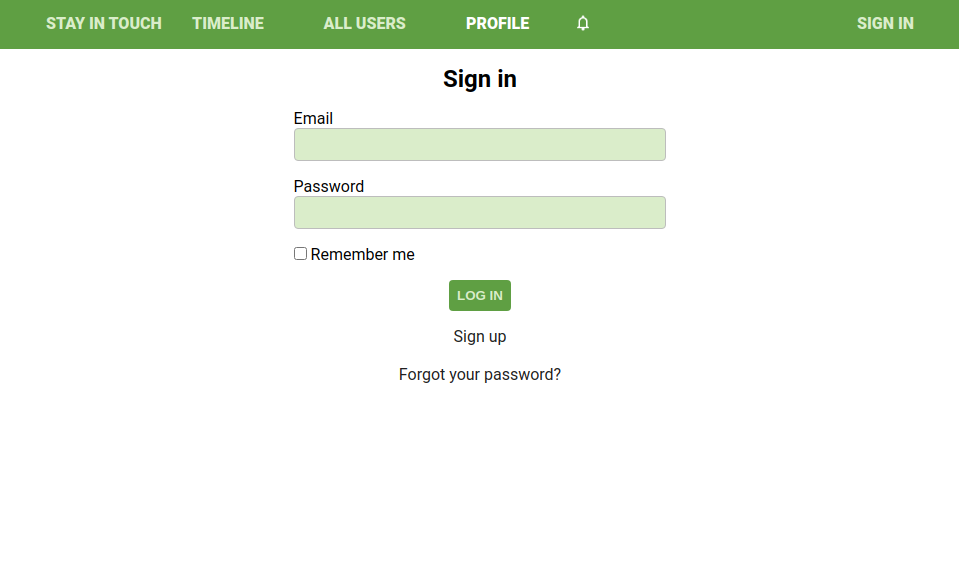 STAY IN TOUCH TIMELINE ALL USERS PROFILE SIGN IN
Sign in
Email
Password
Remember me
LOG IN
Sign up
Forgot your password?